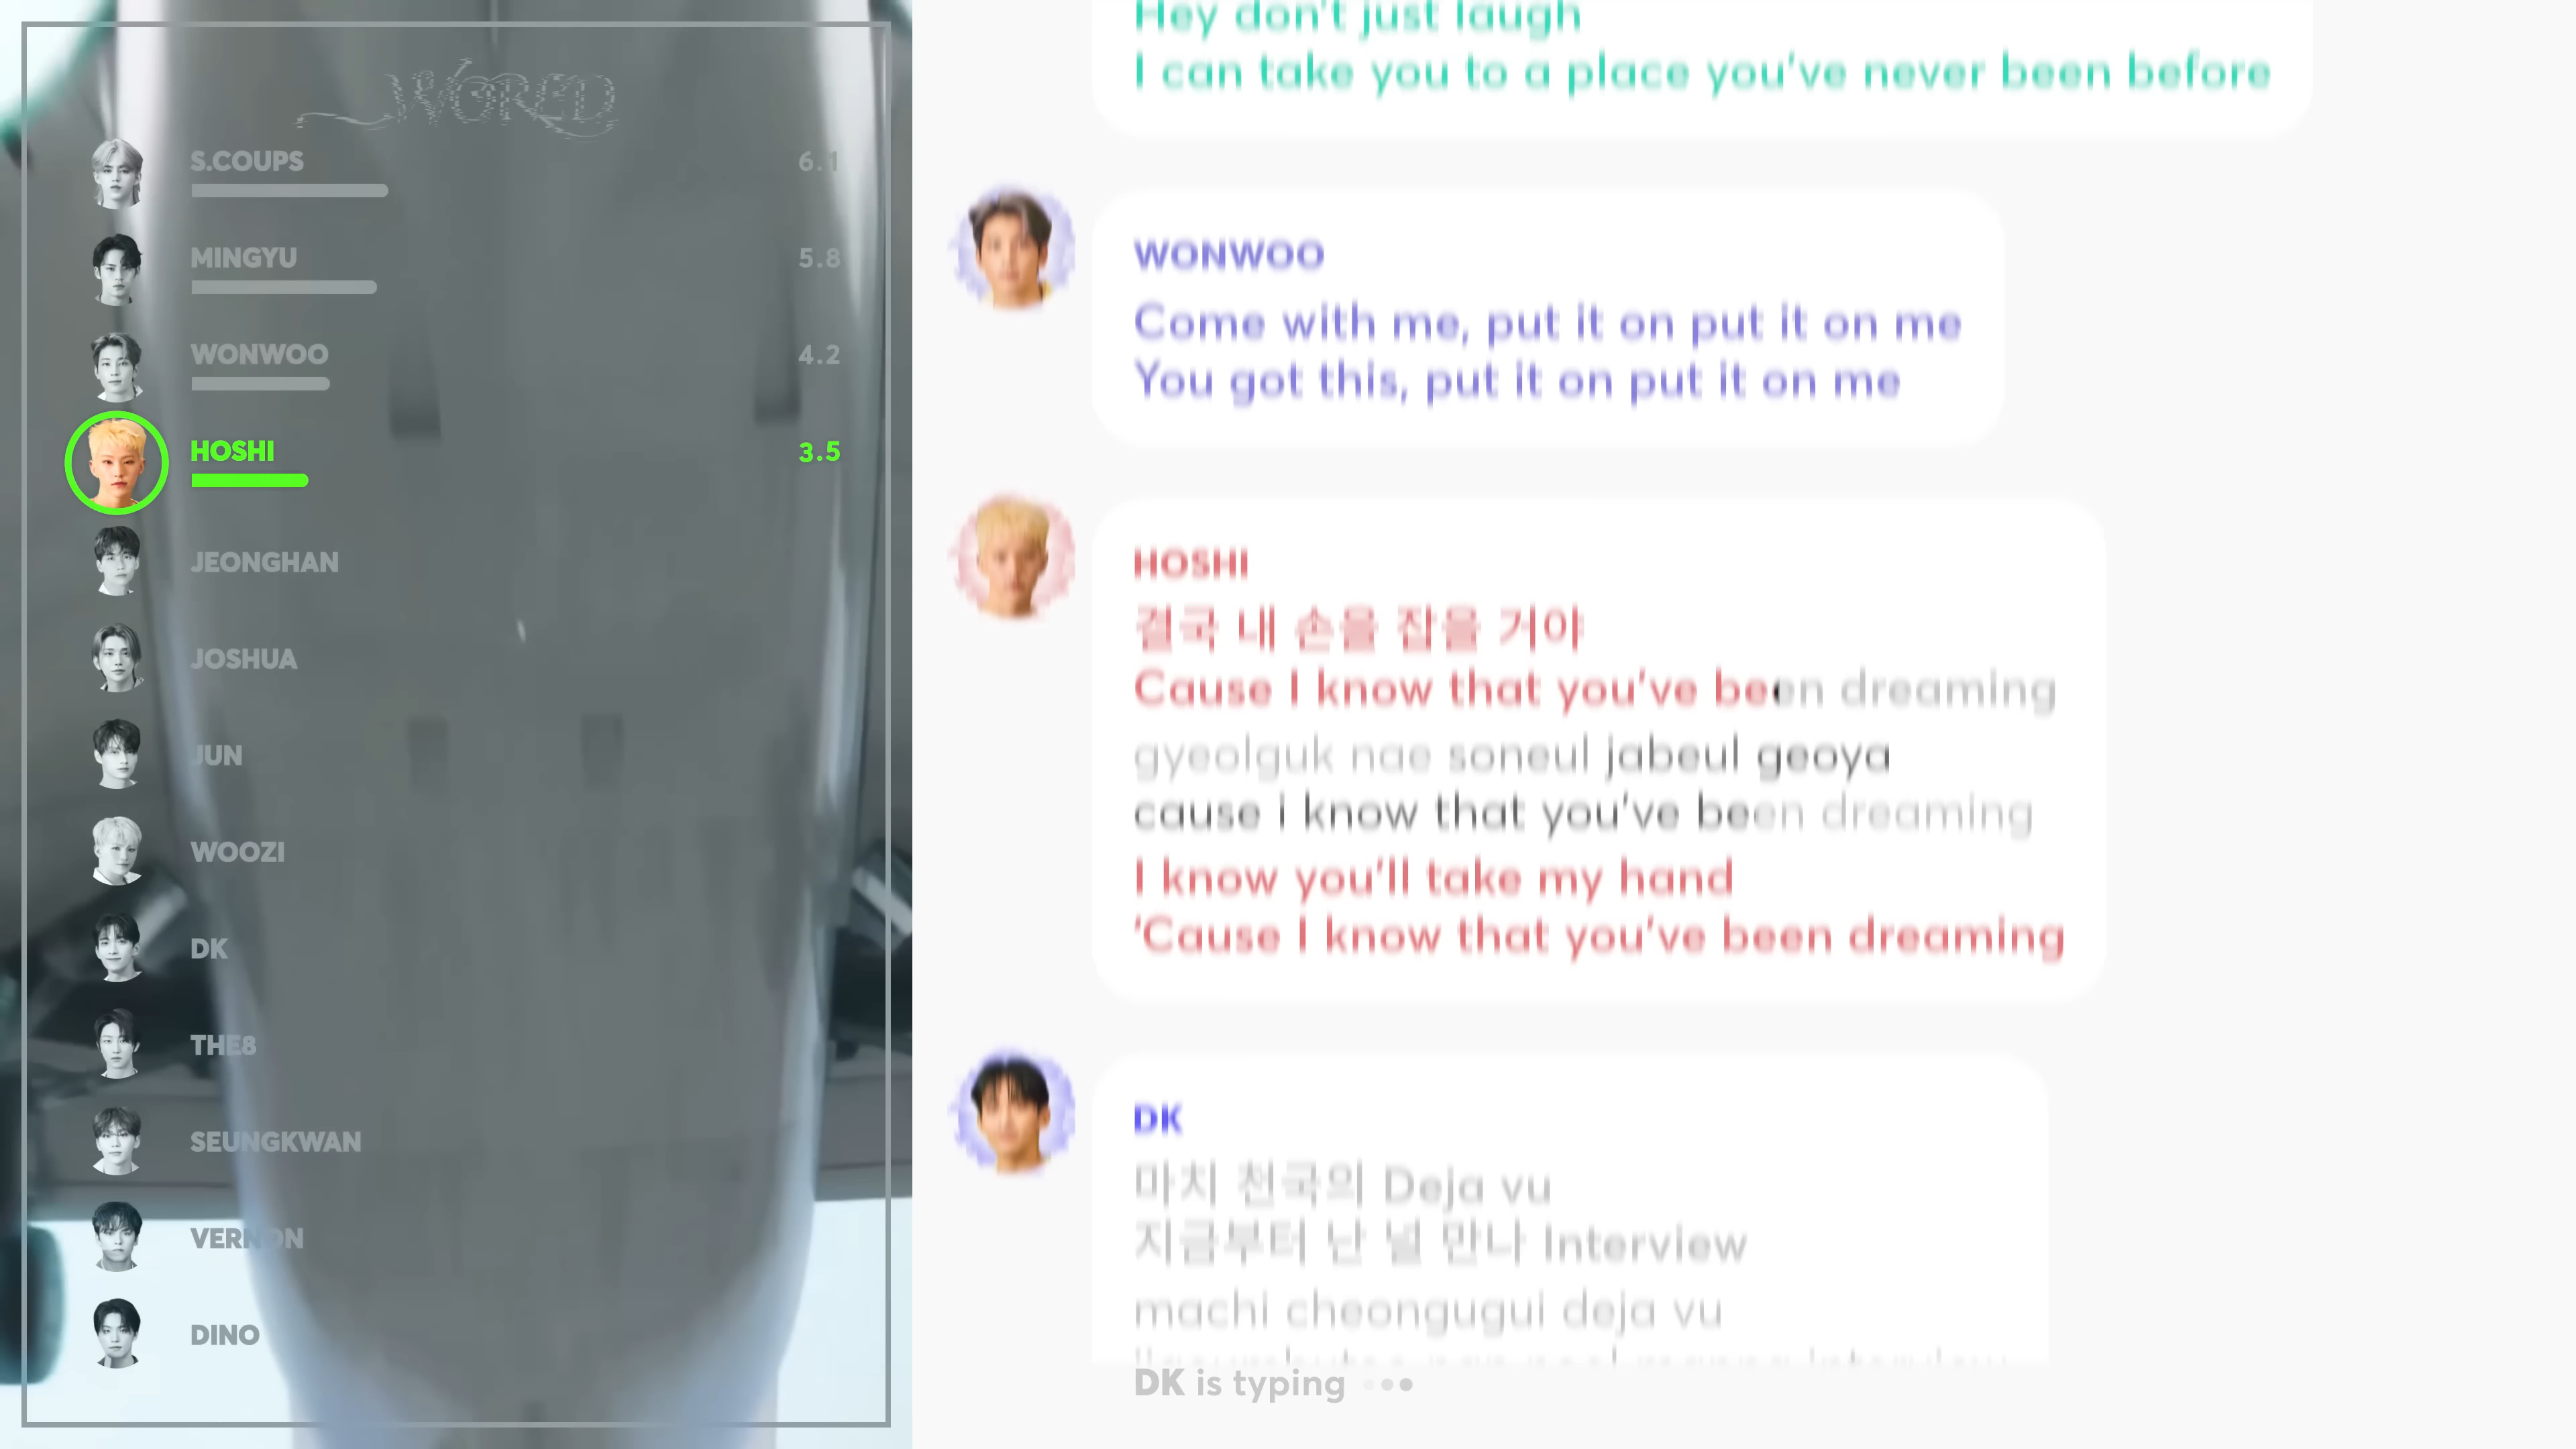 WORLD
S.COUPS
6.1
MINGYU
5.8
WONWOO
4.2
HOSHI
3.5
JEONGHAN
JOSHUA
JUN
WOOZI
DK
THE8
SEUNGKWAN
VERNON
DINO
Hey don't just laugh
I can take you to a place you've never been before
WONWOO
Come with me, put it on put it on me
You got this, put it on put it on me
HOSHI
결국 내 손을 잡을 거야
Cause I know that you've been dreaming
gyeolguk nae soneul jabeul geoya
cause i know that you've been dreaming
I know you'll take my hand
'Cause I know that you've been dreaming
DK
마치 천국의 Deja vu
지금부터 난 널 만나 Interview
machi cheongugui deja vu
DK is typing